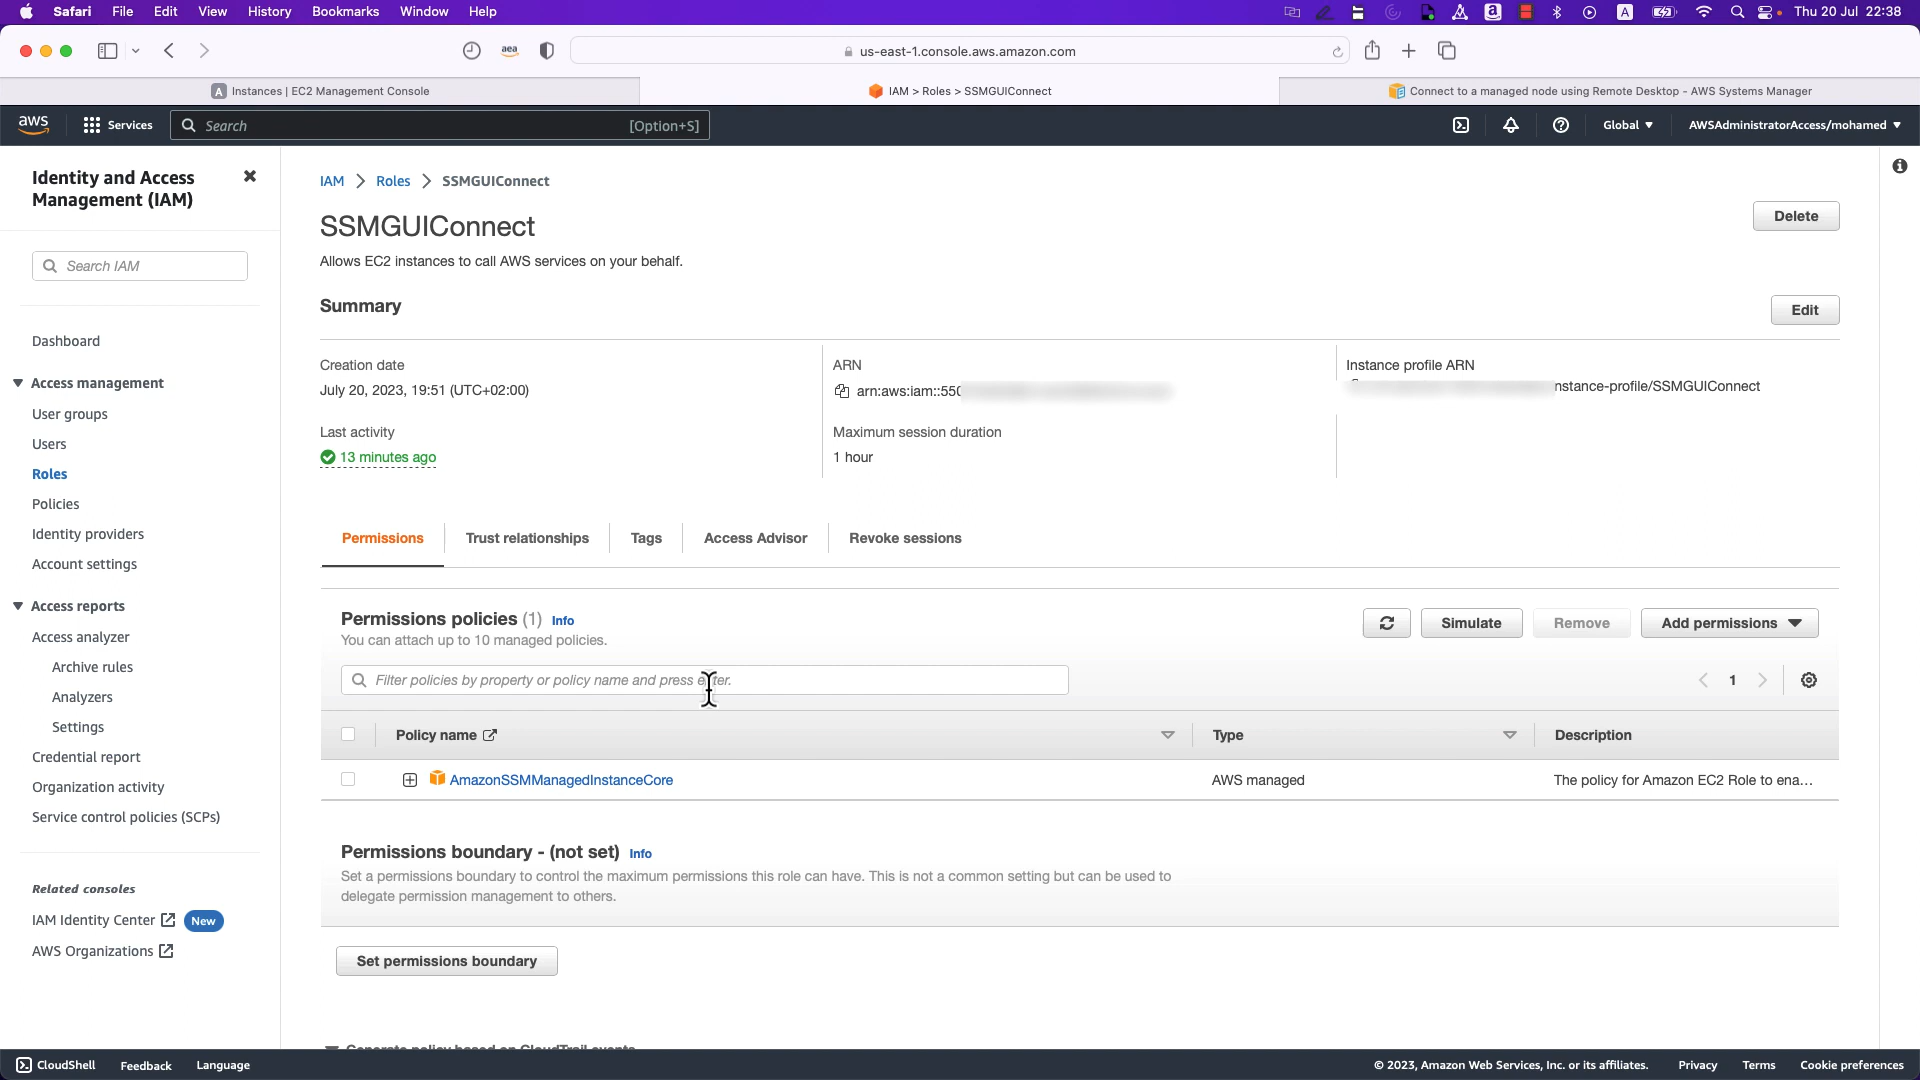 Safari File Edit View History Bookmarks Window Help
A
Thu 20 Jul 22:38
aea
us-east-1.console.aws.amazon.com
A Instances | EC2 Management Console
IAM > Roles > SSMGUIConnect
Connect to a managed node using Remote Desktop - AWS Systems Manager
aws
Services
Search
[Option+S]
Global
AWSAdministratorAccess/mohamed
Identity and Access
Management (IAM)
Search IAM
Dashboard
Access management
User groups
Users
Roles
Policies
Identity providers
Account settings
Access reports
Access analyzer
Archive rules
Analyzers
Settings
Credential report
Organization activity
Service control policies (SCPs)
Related consoles
IAM Identity Center New
AWS Organizations
IAM > Roles > SSMGUIConnect
SSMGUIConnect
Delete
Allows EC2 instances to call AWS services on your behalf.
Summary
Edit
Creation date
July 20, 2023, 19:51 (UTC+02:00)
ARN
arn:aws:iam::550
Instance profile ARN
nstance-profile/SSMGUIConnect
Last activity
13 minutes ago
Maximum session duration
1 hour
Permissions
Trust relationships
Tags
Access Advisor
Revoke sessions
Permissions policies (1) Info
You can attach up to 10 managed policies.
Simulate
Remove
Add permissions
Filter policies by property or policy name and press enter.
1
Policy name
Type
Description
AmazonSSMManagedInstanceCore
AWS managed
The policy for Amazon EC2 Role to ena...
Permissions boundary - (not set) Info
Set a permissions boundary to control the maximum permissions this role can have. This is not a common setting but can be used to
delegate permission management to others.
Set permissions boundary
Generate policy based on CloudTrail events
CloudShell
Feedback
Language
© 2023, Amazon Web Services, Inc. or its affiliates.
Privacy
Terms
Cookie preferences